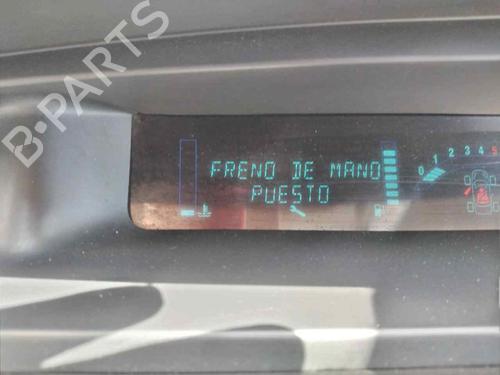 B-PARTS
FRENO DE MANO
PUESTO
0 1 2 3 4 5